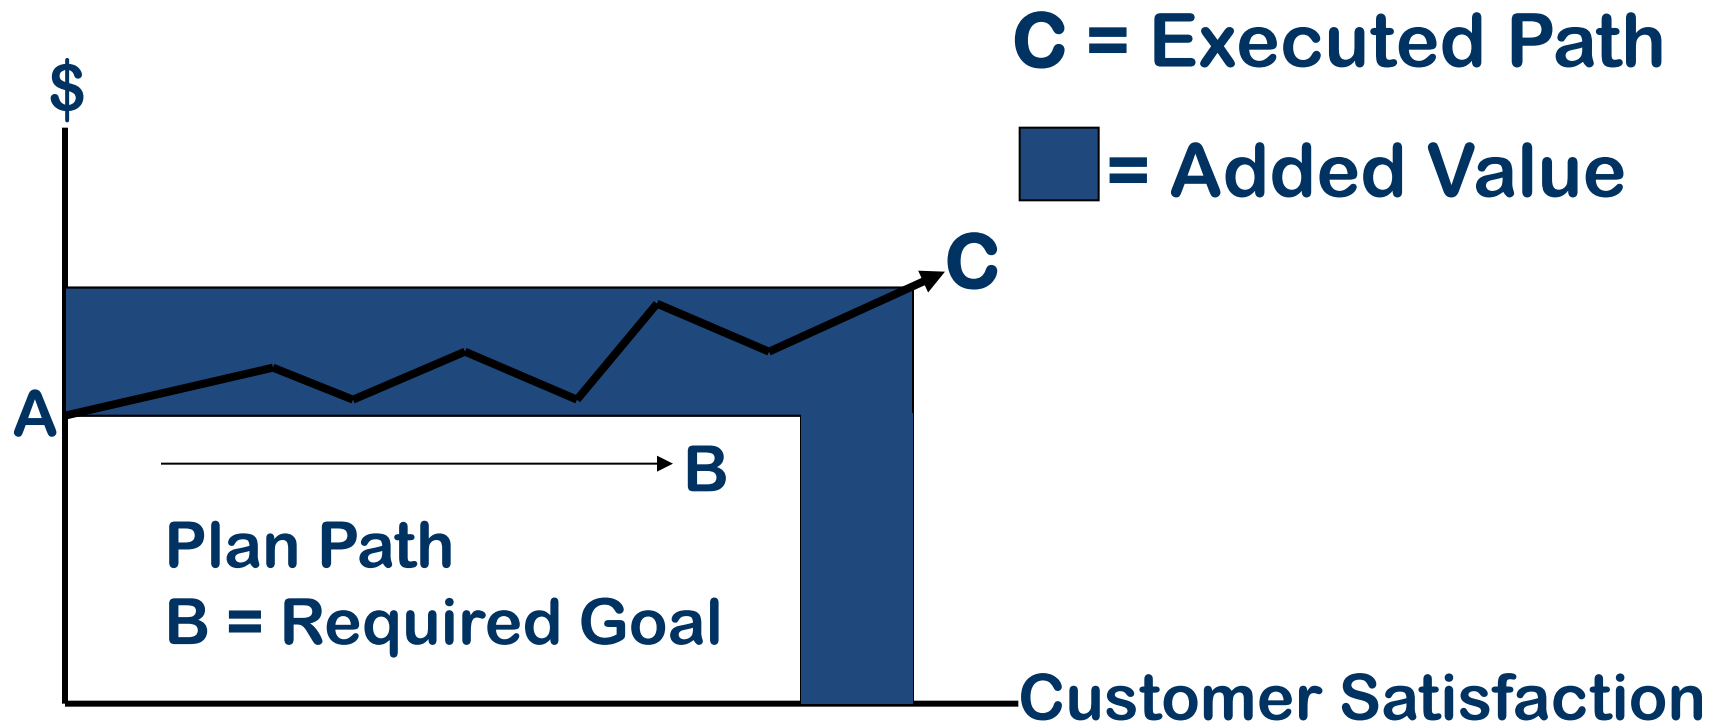 C = Executed Path
$
= Added Value
C
A
B
Plan Path
B = Required Goal
Customer Satisfaction